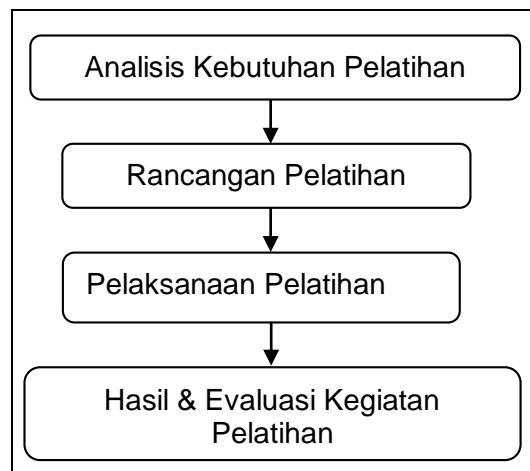 Analisis Kebutuhan Pelatihan
Rancangan Pelatihan
Pelaksanaan Pelatihan
Hasil & Evaluasi Kegiatan
Pelatihan